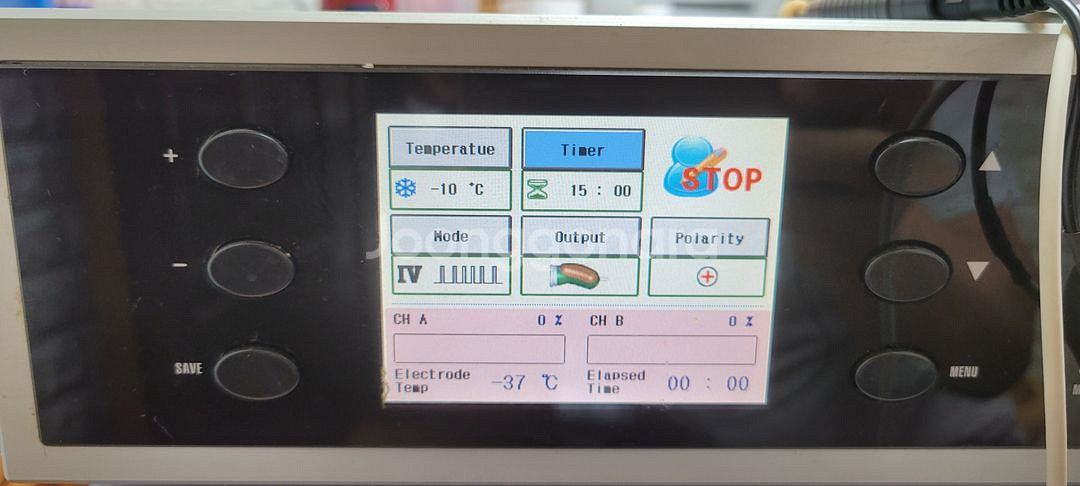 Temperatue
Timer
STOP
-10 °C
15 : 00
Mode
Output
Polarity
IV
CH A
0 %
CH B
0 %
Electrode Temp
-37 ℃
Elapsed Time
00 : 00
+
-
SAVE
MENU
Joonggonara